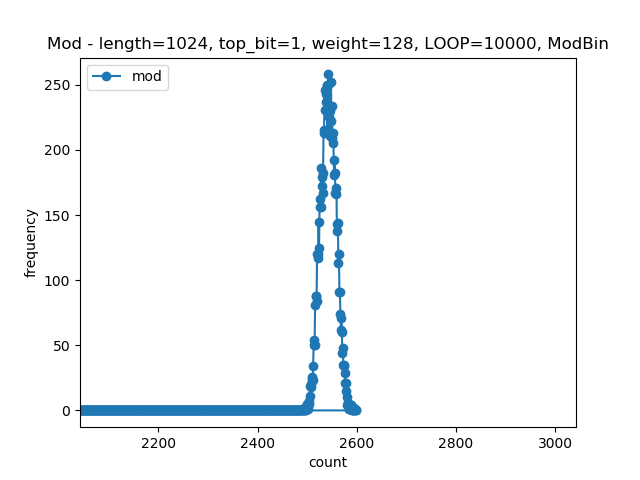 Mod - length=1024, top_bit=1, weight=128, LOOP=10000, ModBin
mod
250
200
150
100
50
0
frequency
2200 2400 2600 2800 3000
count